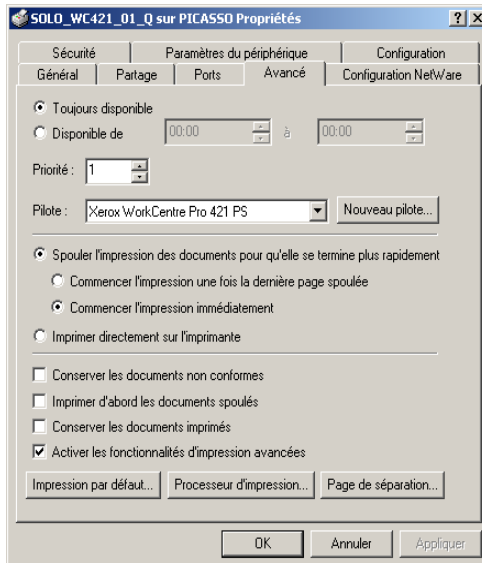 SOLO_WC421_01_Q sur PICASSO Propriétés
Sécurité Paramètres du périphérique Configuration
Général Partage Ports Avancé Configuration NetWare
Toujours disponible
Disponible de 00:00 à 00:00
Priorité : 1
Pilote : Xerox WorkCentre Pro 421 PS Nouveau pilote...
Spouler l'impression des documents pour qu'elle se termine plus rapidement
Commencer l'impression une fois la dernière page spoulée
Commencer l'impression immédiatement
Imprimer directement sur l'imprimante
Conserver les documents non conformes
Imprimer d'abord les documents spoulés
Conserver les documents imprimés
Activer les fonctionnalités d'impression avancées
Impression par défaut... Processeur d'impression... Page de séparation...
OK Annuler Appliquer